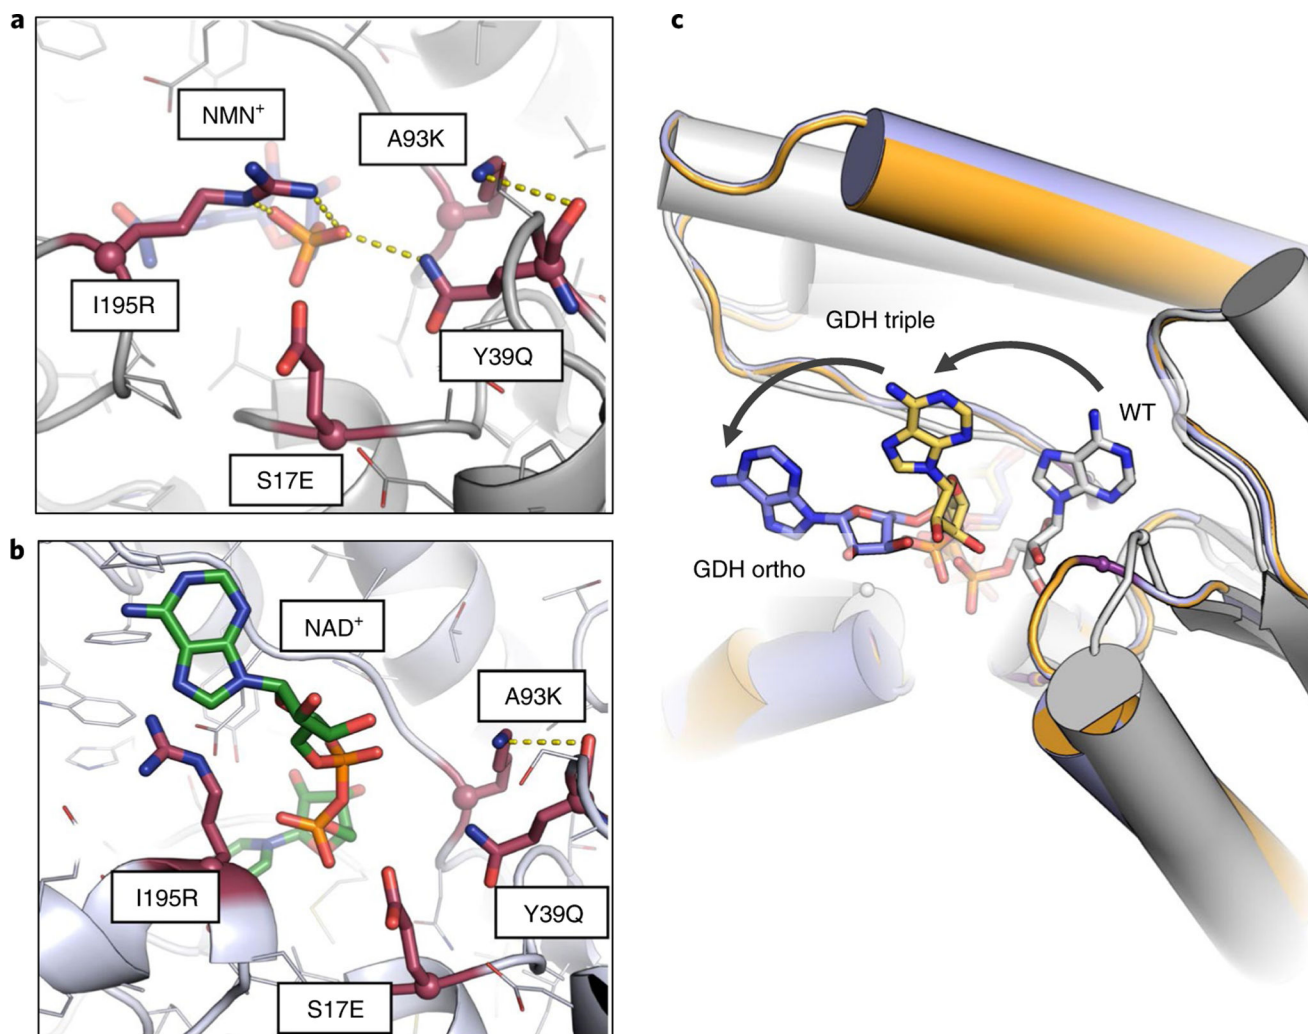 a
NMN+
A93K
I195R
Y39Q
S17E
b
NAD+
A93K
I195R
Y39Q
S17E
c
GDH triple
WT
GDH ortho